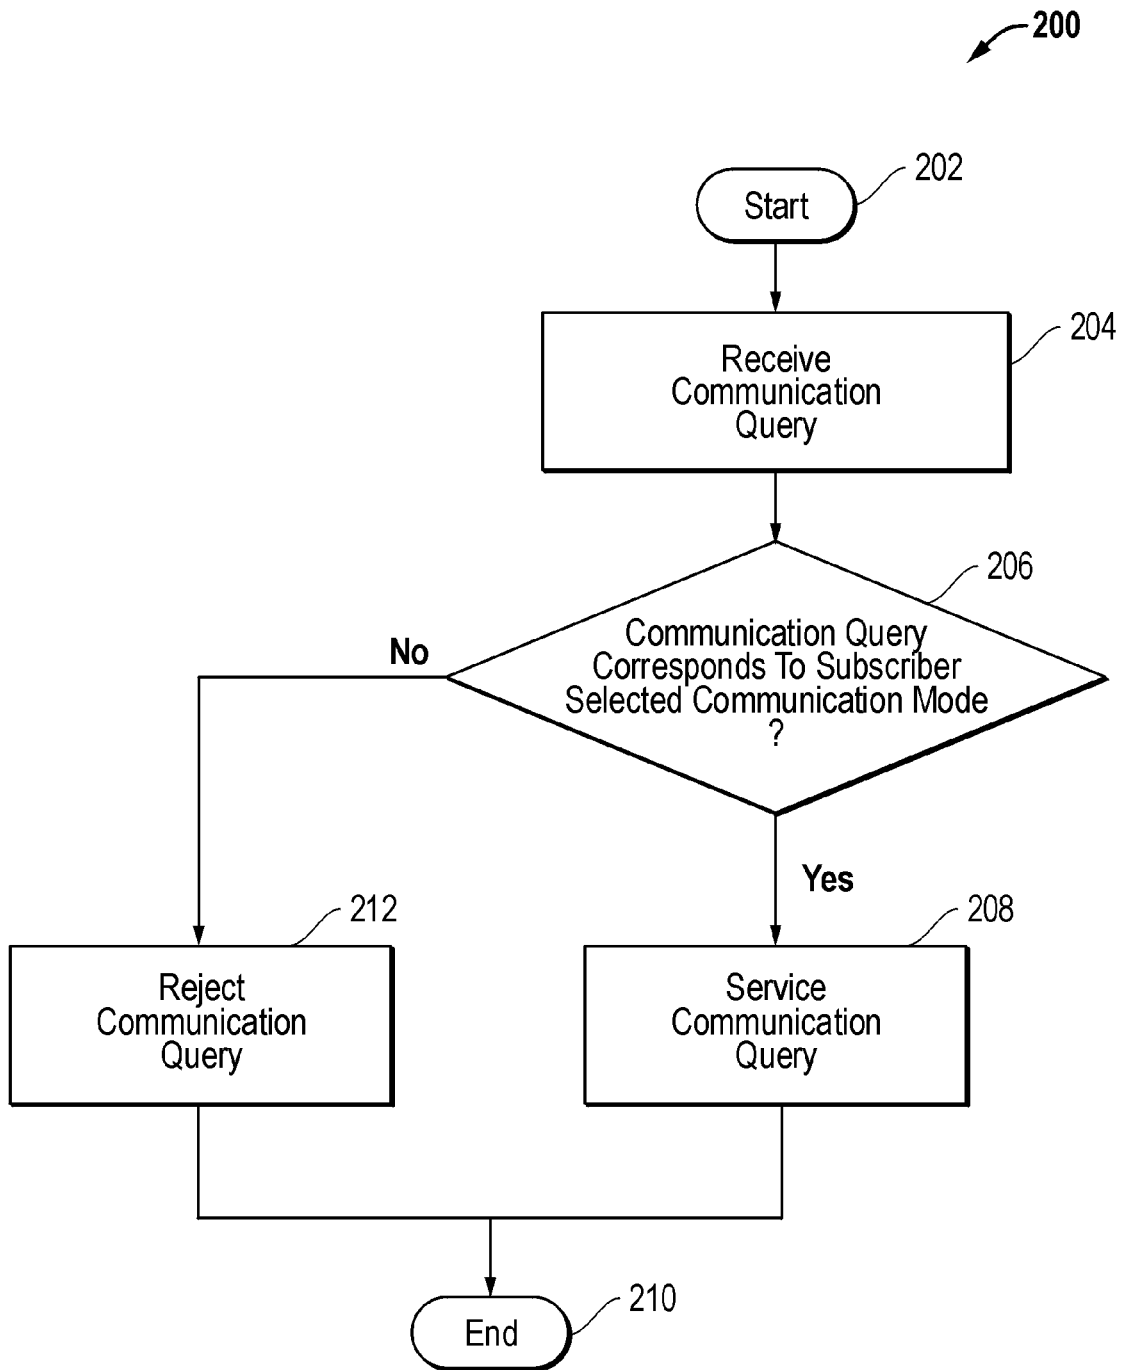 200
202
Start
204
Receive
Communication
Query
206
Communication Query
Corresponds To Subscriber
Selected Communication Mode
?
No
Yes
212
Reject
Communication
Query
208
Service
Communication
Query
210
End